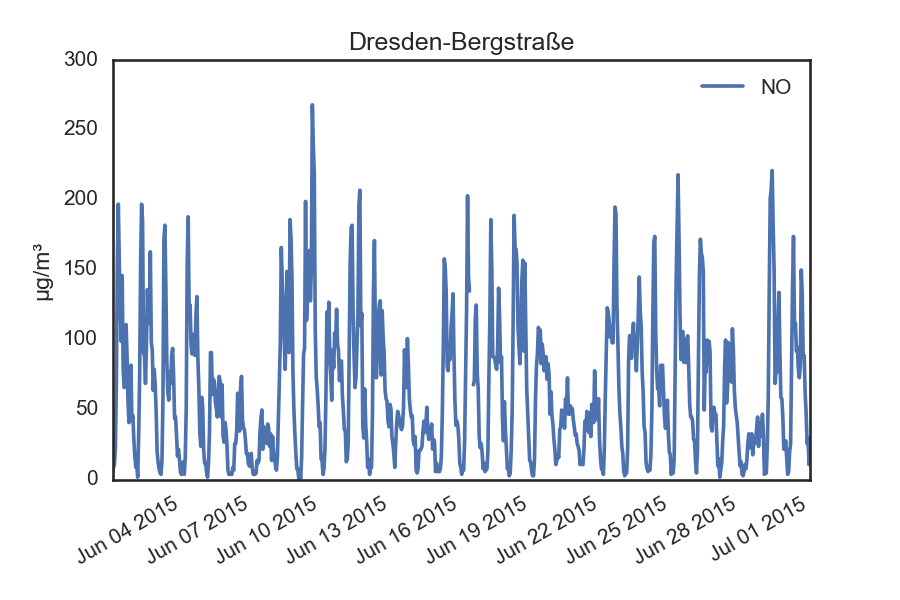 Dresden-Bergstraße
300
250
200
150
100
50
0
µg/m³
NO
Jun 04 2015
Jun 07 2015
Jun 10 2015
Jun 13 2015
Jun 16 2015
Jun 19 2015
Jun 22 2015
Jun 25 2015
Jun 28 2015
Jul 01 2015